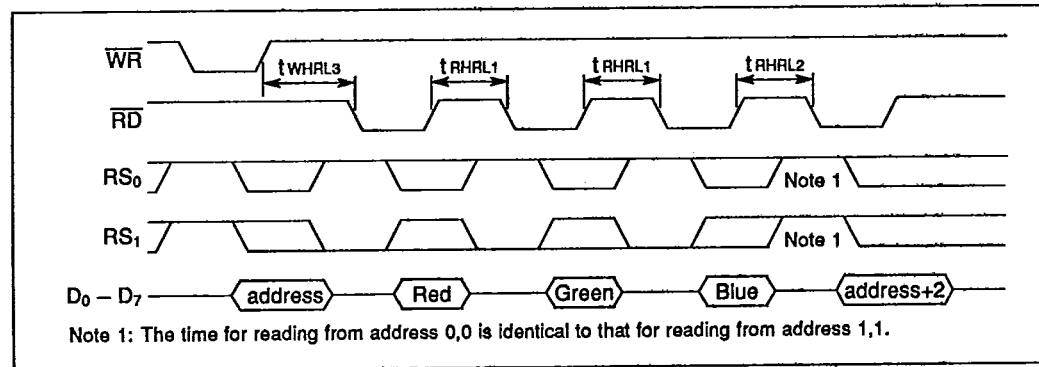 WR
tWHRL3 tRHRL1 tRHRL1 tRHRL2
RD
RS0 Note 1
RS1 Note 1
D0 – D7 address Red Green Blue address+2
Note 1: The time for reading from address 0,0 is identical to that for reading from address 1,1.